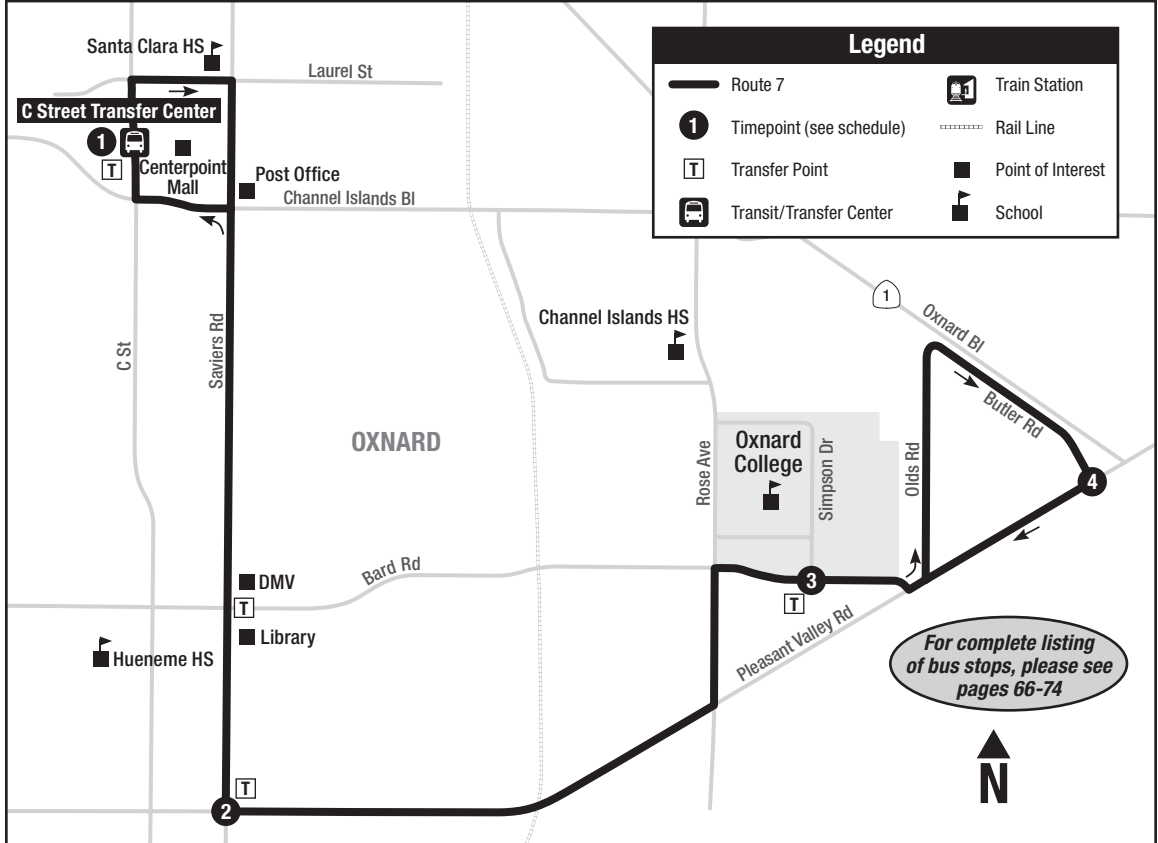 Santa Clara HS
Laurel St
C Street Transfer Center
1
T
Centerpoint
Mall
Post Office
Channel Islands Bl
Legend
Route 7
Train Station
1
Timepoint (see schedule)
Rail Line
T
Transfer Point
Point of Interest
Transit/Transfer Center
School
1
Oxnard Bl
Channel Islands HS
C St
Saviers Rd
Butler Rd
OXNARD
Rose Ave
Oxnard
College
Simpson Dr
Olds Rd
4
Bard Rd
DMV
3
T
T
Library
Hueneme HS
Pleasant Valley Rd
For complete listing
of bus stops, please see
pages 66-74
T
2
N